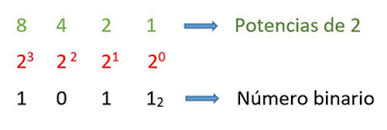 8 4 2 1 → Potencias de 2
2³ 2² 2¹ 2⁰
1 0 1 1₂ → Número binario